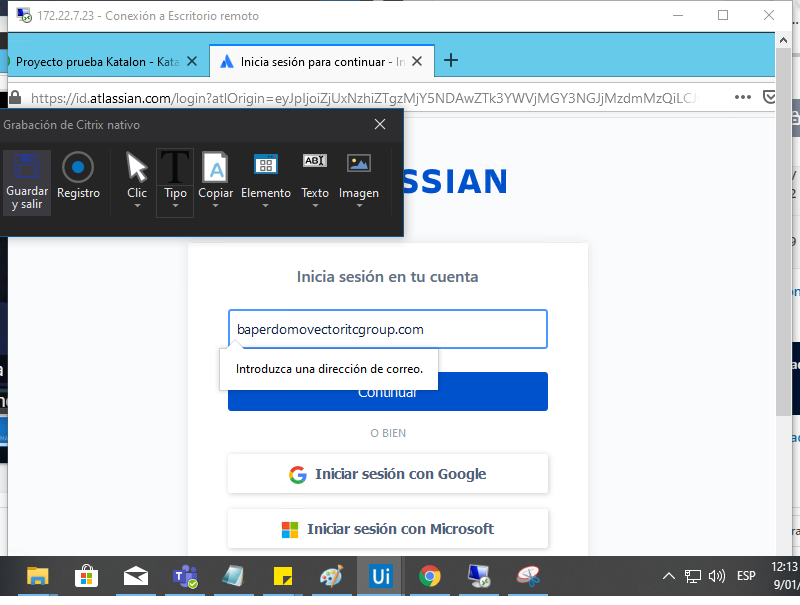 172.22.7.23 - Conexión a Escritorio remoto
Proyecto prueba Katalon - Kata
Inicia sesión para continuar - In
https://id.atlassian.com/login?atlOrigin=eyJpIjoiZjUxNzhiZTgzMjY5NDAwZTk3YWVjMGY3NGJjMzdmMzQiLCJ
Grabación de Citrix nativo
Guardar y salir
Registro
Clic
Tipo
Copiar
Elemento
Texto
Imagen
SSIAN
Inicia sesión en tu cuenta
baperdomovectoritcgroup.com
Introduzca una dirección de correo.
Continuar
O BIEN
Iniciar sesión con Google
Iniciar sesión con Microsoft
ESP
12:13
9/01/